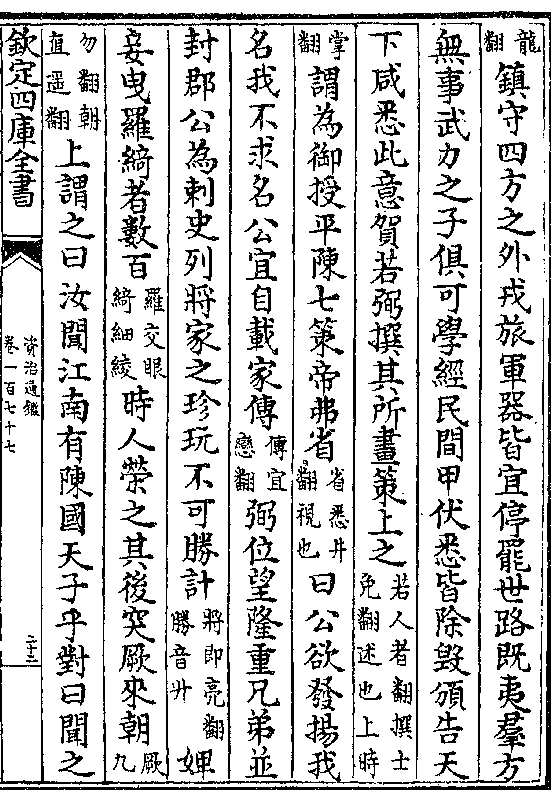 龍翻鎮守四方之外戎旅軍器皆宜停罷世路既夷羣方
無事武力之子俱可學經民間甲仗悉皆除毀頒告天
下咸悉此意賀若弼撰其所畫策上之若人者翻撰士免翻述也上時
掌翻謂為御授平陳七策帝弗省省悉井翻視也曰公欲發揚我
名我不求名公宜自載家傳傳宜戀翻弼位望隆重兄弟並
封郡公為刺史列將家之珍玩不可勝計將即亮翻勝音升婢
妾曳羅綺者數百羅交眼綺細綾時人榮之其後突厥來朝厥九
勿翻朝直遥翻上謂之曰汝聞江南有陳國天子乎對曰聞之
欽定四庫全書
資治通鑑
卷一百七十七
二十三